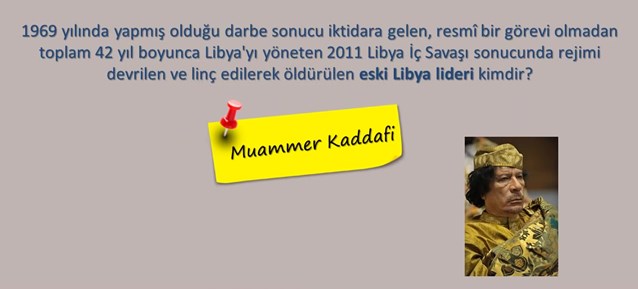 1969 yılında yapmış olduğu darbe sonucu iktidara gelen, resmî bir görevi olmadan
toplam 42 yıl boyunca Libya'yı yöneten 2011 Libya İç Savaşı sonucunda rejimi
devrilen ve linç edilerek öldürülen eski Libya lideri kimdir?
Muammer Kaddafi